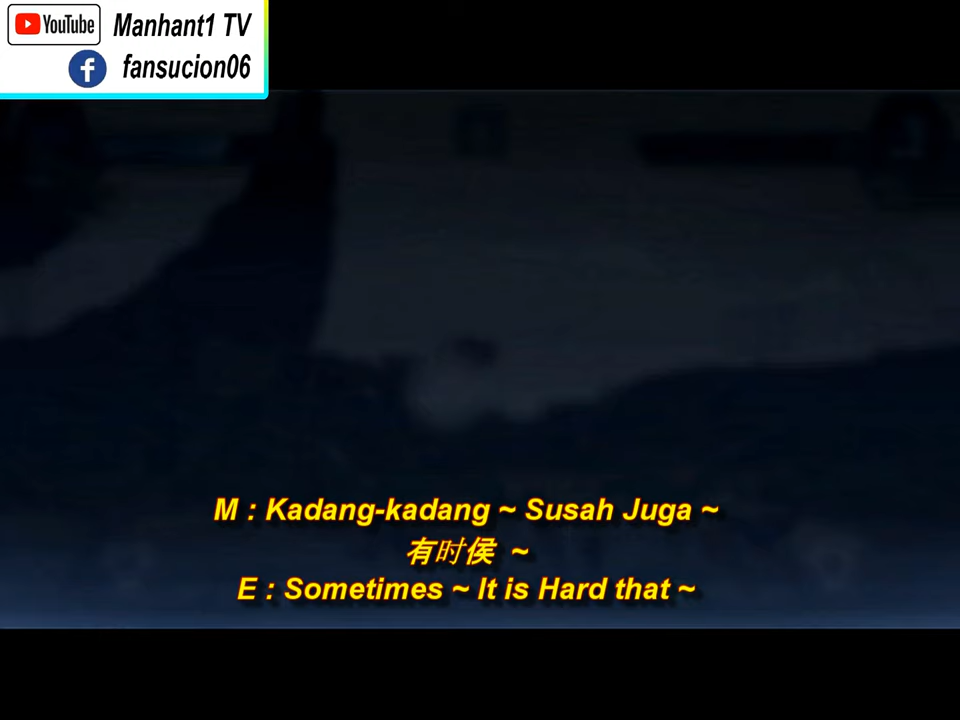 YouTube Manhant1 TV
fansucion06
M : Kadang-kadang ~ Susah Juga ~
有时侯 ~
E : Sometimes ~ It is Hard that ~